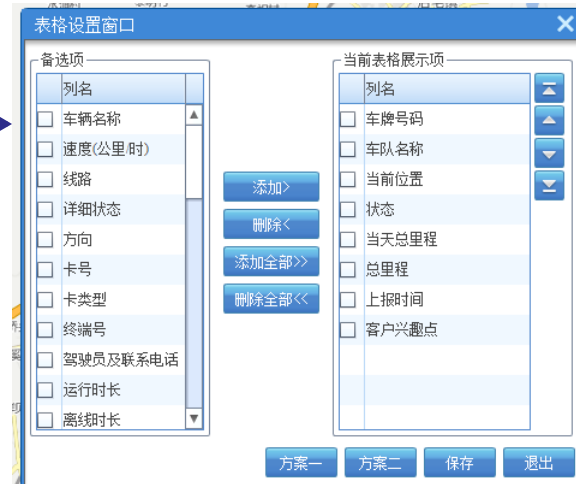 表格设置窗口
备选项
列名
车辆名称
速度(公里/时)
线路
详细状态
方向
卡号
卡类型
终端号
驾驶员及联系电话
运行时长
离线时长
添加>
删除<
添加全部>>
删除全部<<
当前表格展示项
列名
车牌号码
车队名称
当前位置
状态
当天总里程
总里程
上报时间
客户兴趣点
方案一
方案二
保存
退出